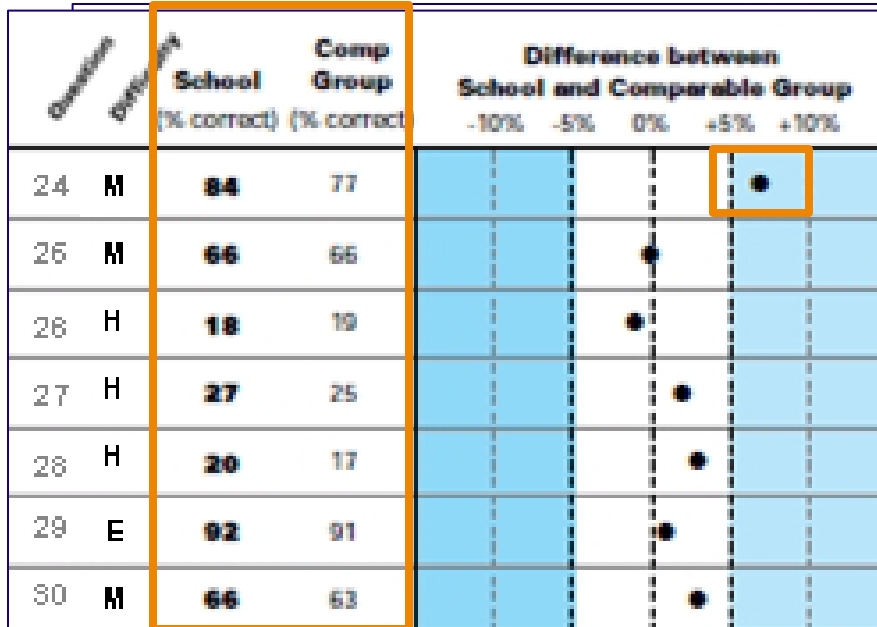 Question Difficulty School (% correct) Comp Group (% correct)
Difference between
School and Comparable Group
-10% -5% 0% +5% +10%
24 M 84 77
25 M 66 66
26 H 18 19
27 H 27 25
28 H 20 17
29 E 92 91
30 M 66 63